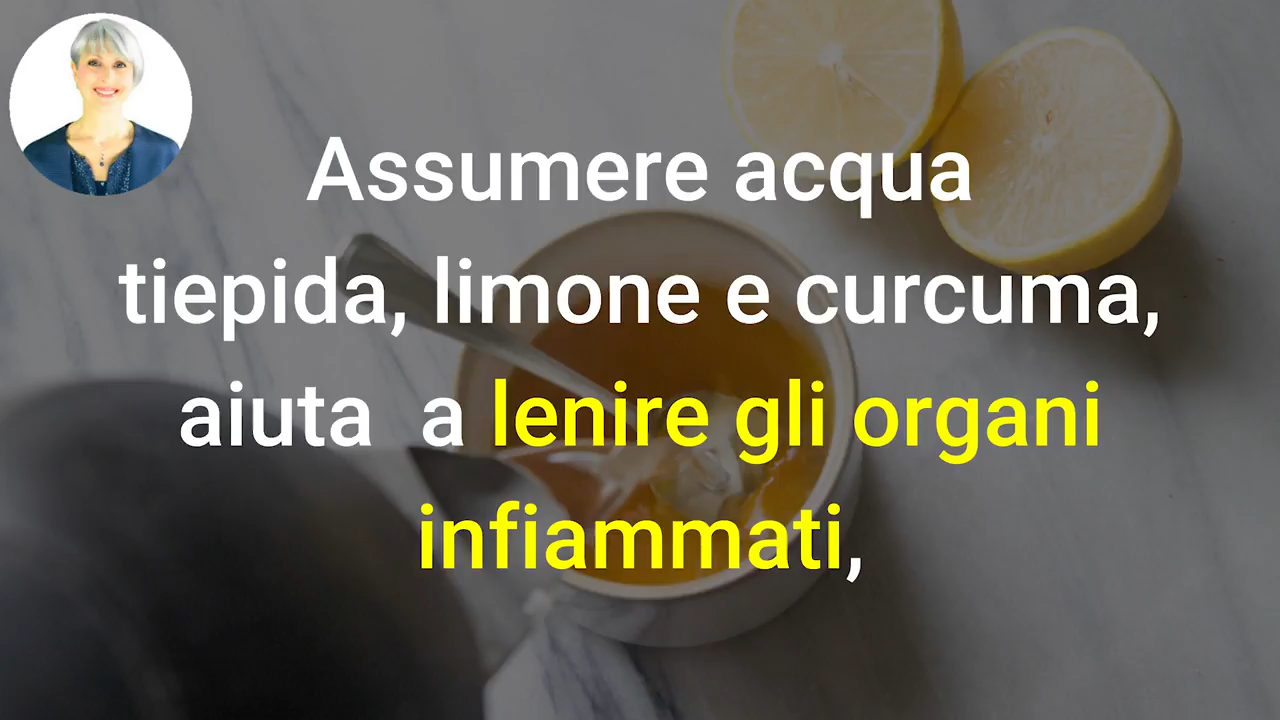 Assumere acqua
tiepida, limone e curcuma,
aiuta  a lenire gli organi
infiammati,